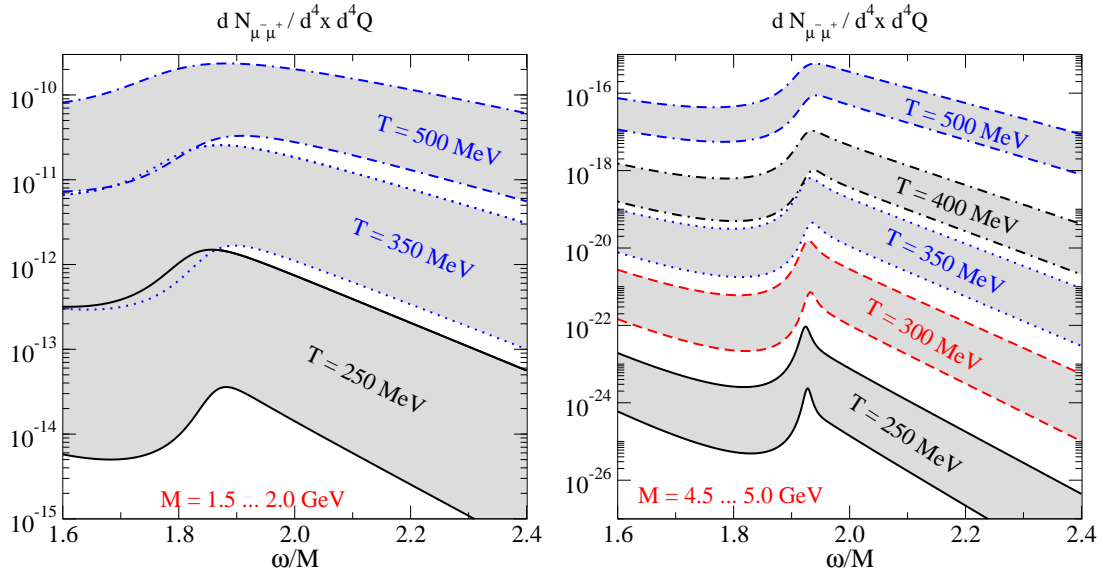 d N_{μ⁻μ⁺} / d⁴x d⁴Q
10⁻¹⁰
10⁻¹¹
10⁻¹²
10⁻¹³
10⁻¹⁴
10⁻¹⁵
T = 500 MeV
T = 350 MeV
T = 250 MeV
M = 1.5 ... 2.0 GeV
1.6 1.8 2.0 2.2 2.4
ω/M
d N_{μ⁻μ⁺} / d⁴x d⁴Q
10⁻¹⁶
10⁻¹⁸
10⁻²⁰
10⁻²²
10⁻²⁴
10⁻²⁶
T = 500 MeV
T = 400 MeV
T = 350 MeV
T = 300 MeV
T = 250 MeV
M = 4.5 ... 5.0 GeV
1.6 1.8 2.0 2.2 2.4
ω/M